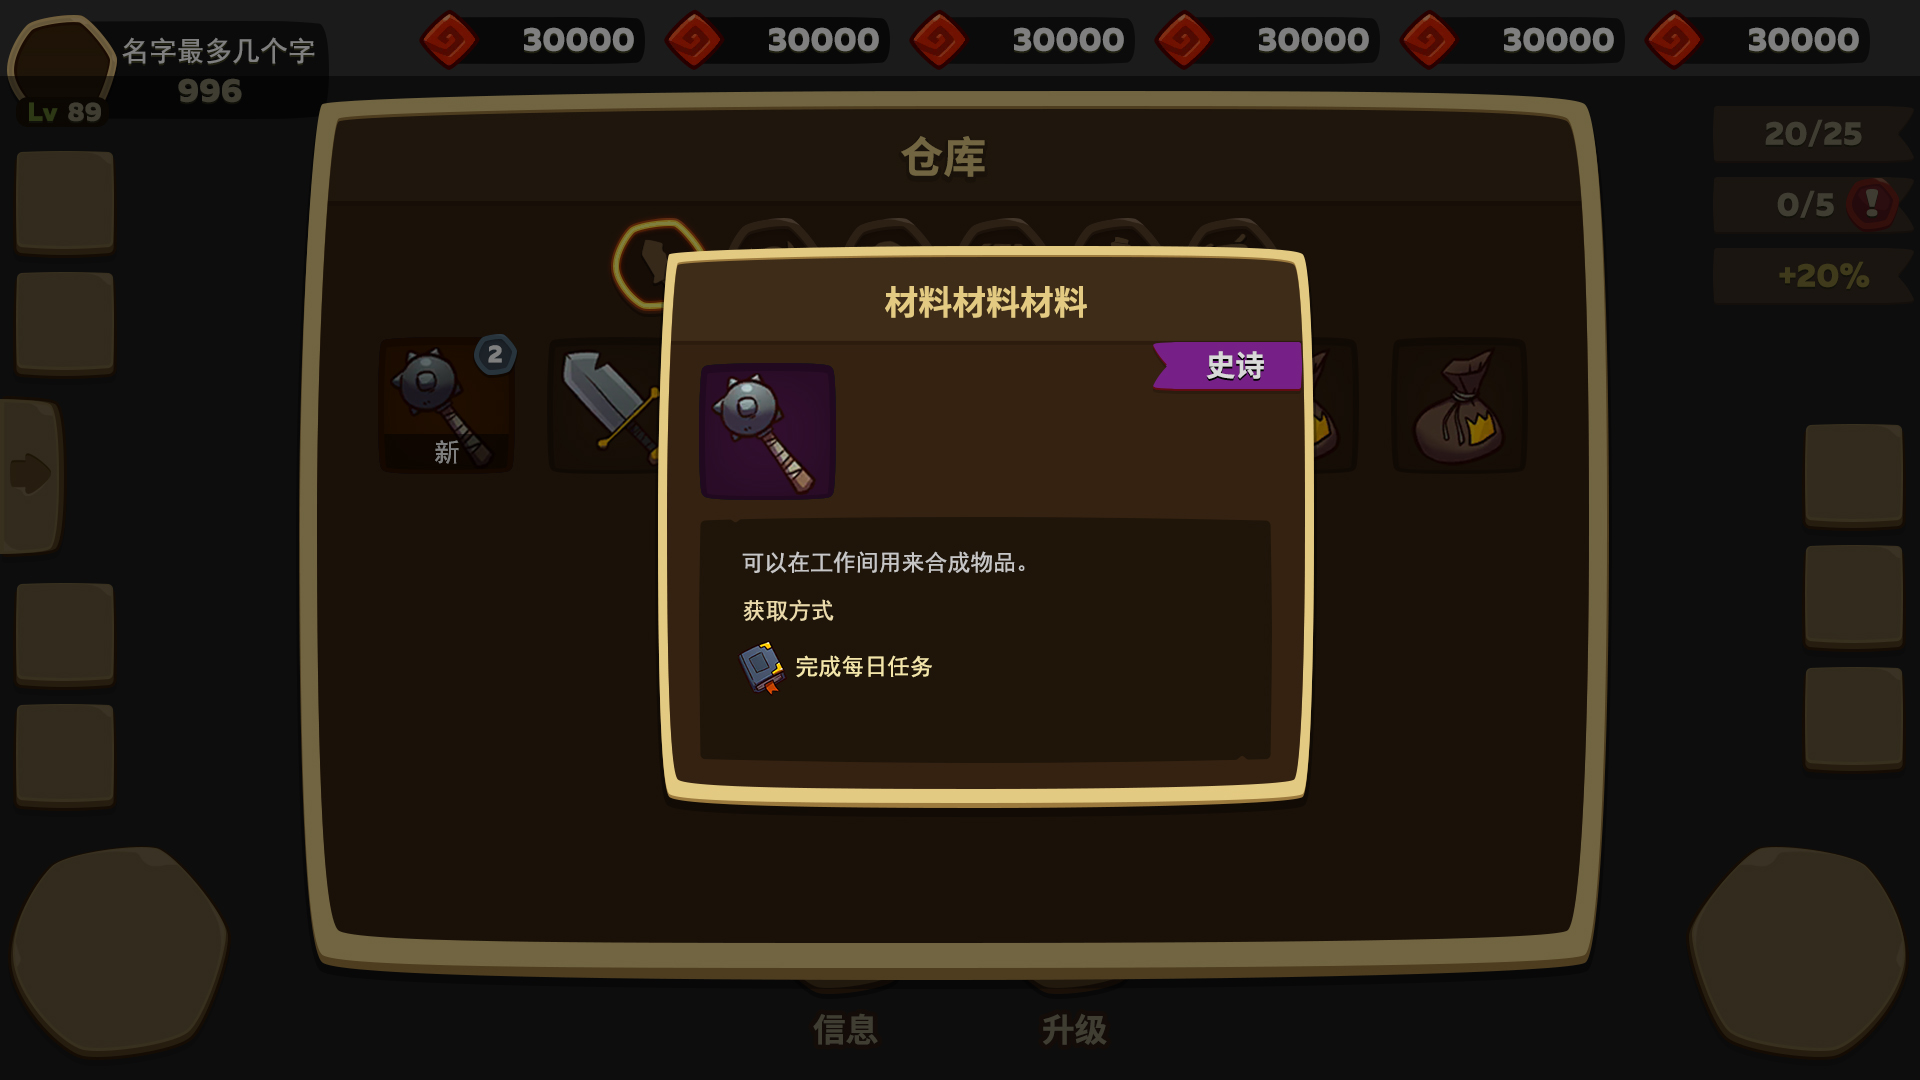 名字最多几个字
996
Lv 89
30000
30000
30000
30000
30000
30000
20/25
0/5
+20%
仓库
2
新
材料材料材料
史诗
可以在工作间用来合成物品。
获取方式
完成每日任务
信息
升级